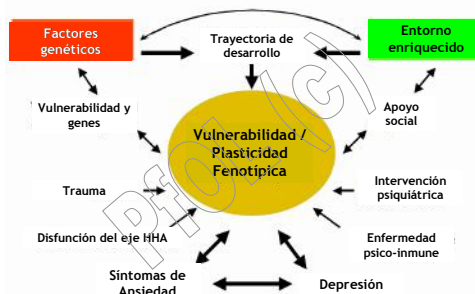 Factores
genéticos
Trayectoria de
desarrollo
Entorno
enriquecido
Vulnerabilidad y
genes
Apoyo
social
Vulnerabilidad /
Plasticidad
Fenotípica
Trauma
Intervención
psiquiátrica
Disfunción del eje HHA
Enfermedad
psico-inmune
Síntomas de
Ansiedad
Depresión